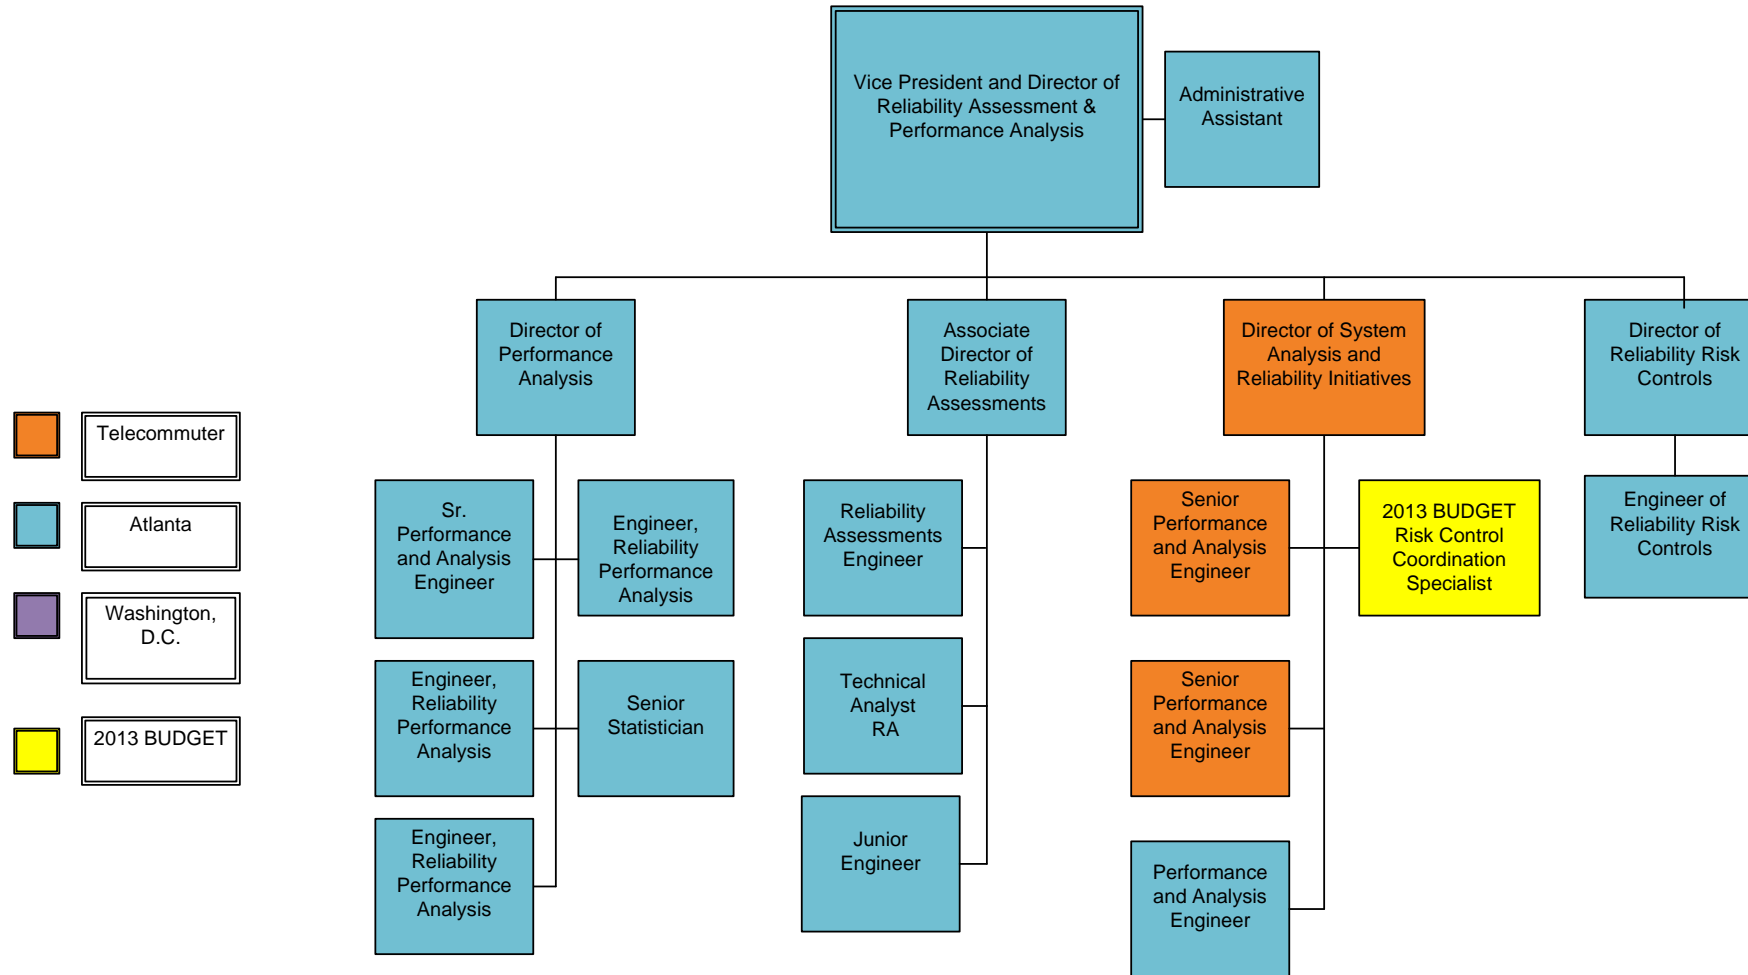 Vice President and Director of
Reliability Assessment &
Performance Analysis
Administrative
Assistant
Director of
Performance
Analysis
Associate
Director of
Reliability
Assessments
Director of System
Analysis and
Reliability Initiatives
Director of
Reliability Risk
Controls
Telecommuter
Atlanta
Washington,
D.C.
2013 BUDGET
Sr.
Performance
and Analysis
Engineer
Engineer,
Reliability
Performance
Analysis
Engineer,
Reliability
Performance
Analysis
Senior
Statistician
Engineer,
Reliability
Performance
Analysis
Reliability
Assessments
Engineer
Technical
Analyst
RA
Junior
Engineer
Senior
Performance
and Analysis
Engineer
2013 BUDGET
Risk Control
Coordination
Specialist
Senior
Performance
and Analysis
Engineer
Performance
and Analysis
Engineer
Engineer of
Reliability Risk
Controls